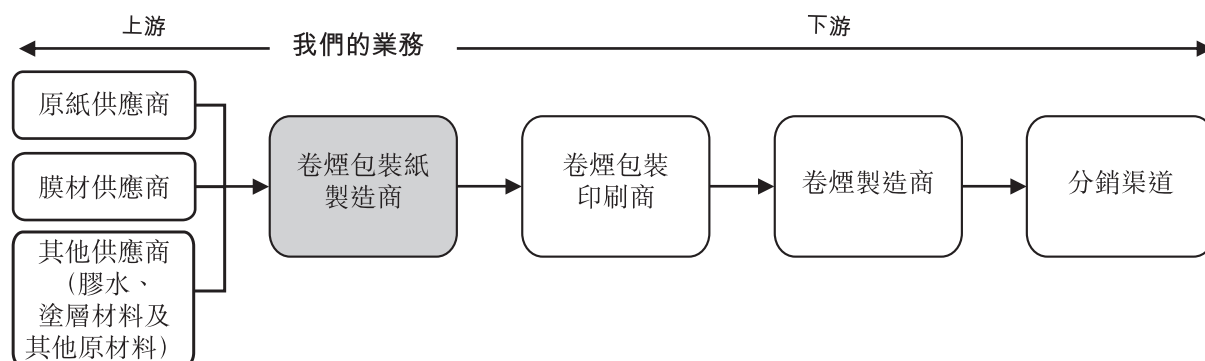 上游
我們的業務
下游
原紙供應商
膜材供應商
其他供應商
（膠水、
塗層材料及
其他原材料）
卷煙包裝紙
製造商
卷煙包裝
印刷商
卷煙製造商
分銷渠道